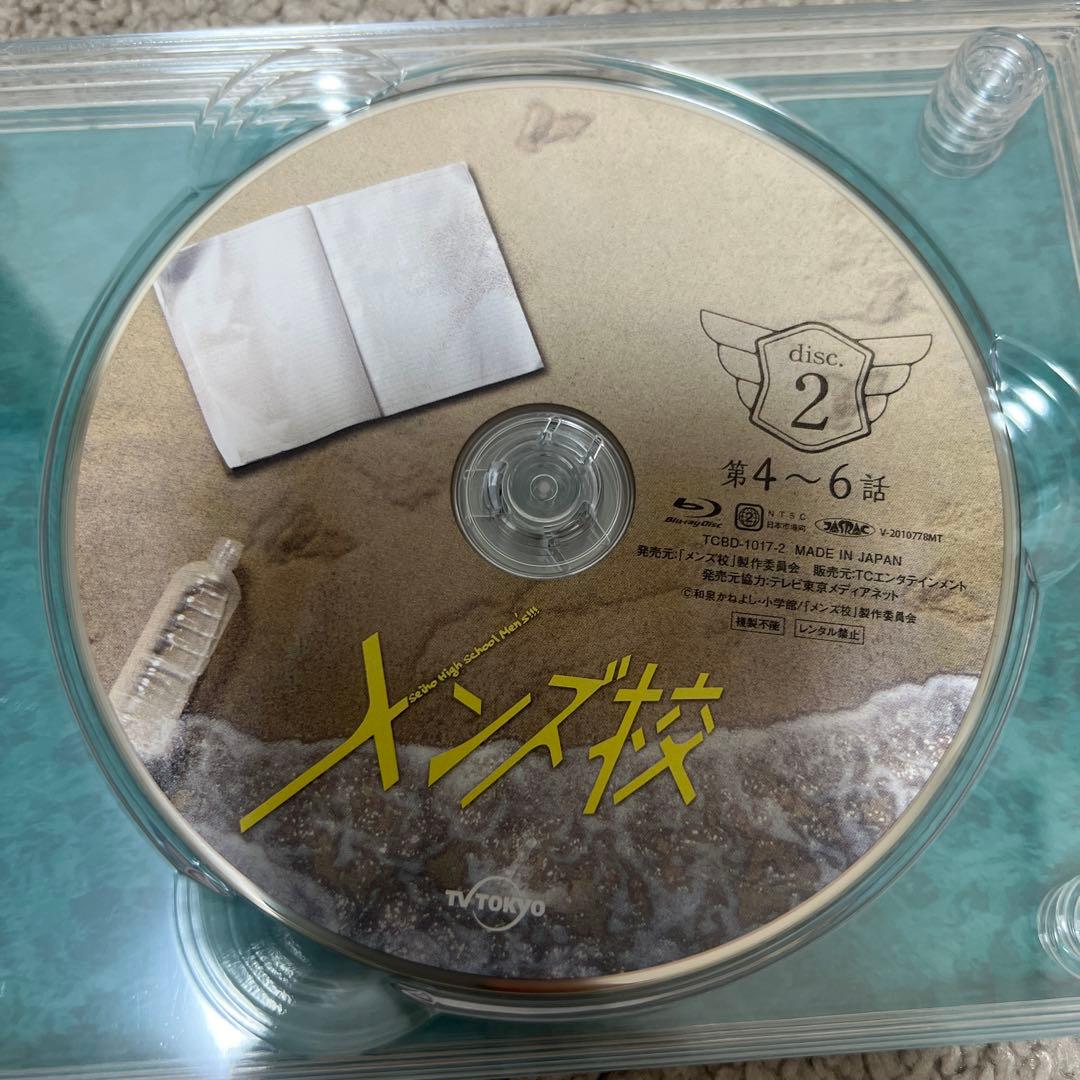 disc.
2
第4～6話
Blu-ray Disc
2
NTSC
日本市場向
JASRAC
V-2010778MT
TCBD-1017-2 MADE IN JAPAN
発売元:「メンズ校」製作委員会 販売元:TCエンタテインメント
発売元協力:テレビ東京メディアネット
©和泉かねよし・小学館/「メンズ校」製作委員会
複製不能 レンタル禁止
Seiho High School Men's!!!
メンズ校
TV TOKYO